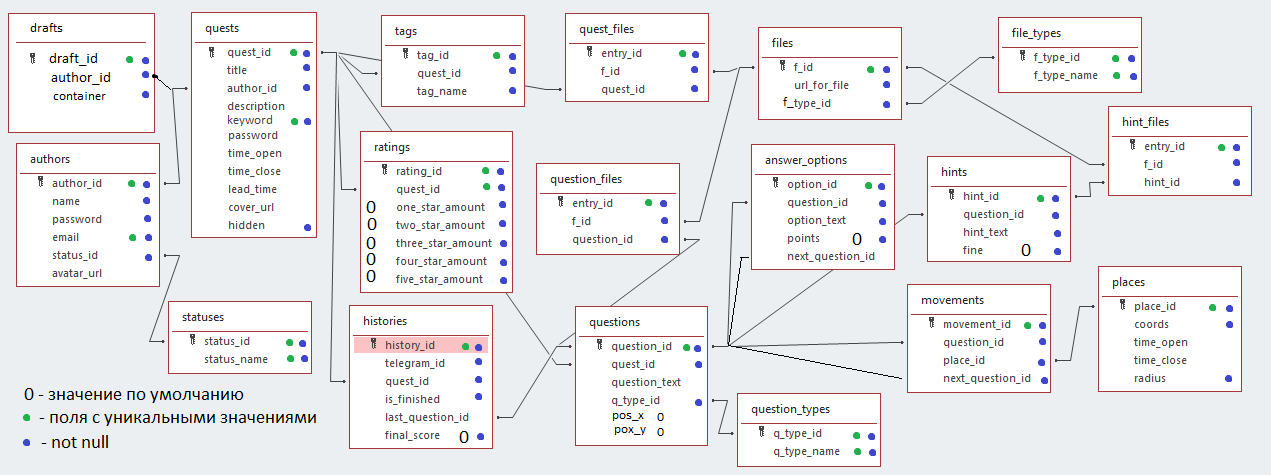 drafts
draft_id
author_id
container
quests
quest_id
title
author_id
description
keyword
password
time_open
time_close
lead_time
cover_url
hidden
tags
tag_id
quest_id
tag_name
quest_files
entry_id
f_id
quest_id
files
f_id
url_for_file
f_type_id
file_types
f_type_id
f_type_name
hint_files
entry_id
f_id
hint_id
authors
author_id
name
password
email
status_id
avatar_url
ratings
rating_id
quest_id
0 one_star_amount
0 two_star_amount
0 three_star_amount
0 four_star_amount
0 five_star_amount
question_files
entry_id
f_id
question_id
answer_options
option_id
question_id
option_text
points 0
next_question_id
hints
hint_id
question_id
hint_text
fine 0
statuses
status_id
status_name
histories
history_id
telegram_id
quest_id
is_finished
last_question_id
final_score 0
questions
question_id
quest_id
question_text
q_type_id
pos_x 0
pox_y 0
movements
movement_id
question_id
place_id
next_question_id
places
place_id
coords
time_open
time_close
radius
question_types
q_type_id
q_type_name
0 - значение по умолчанию
- поля с уникальными значениями
- not null